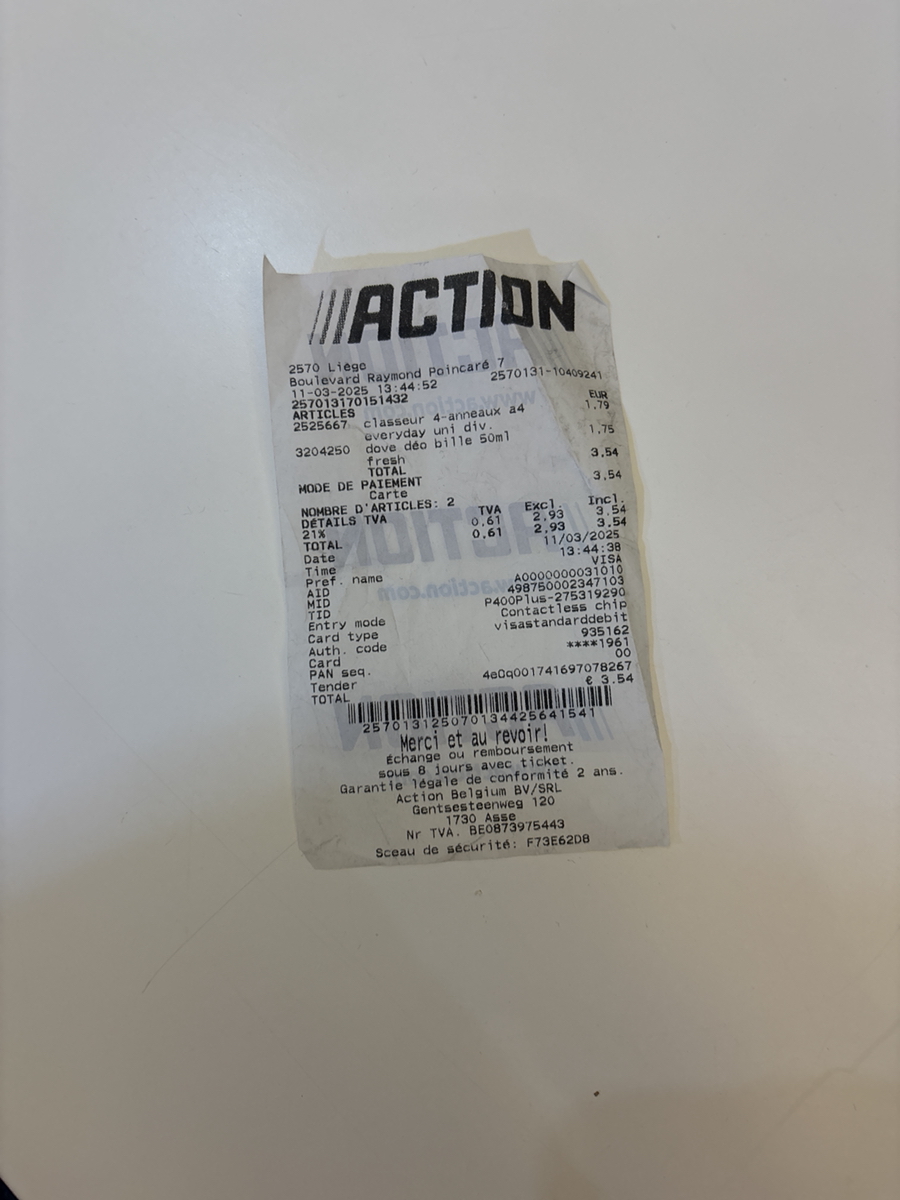 ACTION
2570 Liège
Boulevard Raymond Poincaré 7
11-03-2025 13:44:52 2570131-10409241
257013170151432
ARTICLES EUR
2525667 classeur 4-anneaux a4 1,79
everyday uni div.
3204250 dove déo bille 50ml 1,75
fresh
TOTAL 3,54
MODE DE PAIEMENT
Carte 3,54
NOMBRE D'ARTICLES: 2
DÉTAILS TVA TVA Excl. Incl.
21% 0,61 2,93 3,54
TOTAL 0,61 2,93 3,54
Date 11/03/2025
Time 13:44:38
Pref. name VISA
AID A0000000031010
MID 498750002347103
TID P400Plus-275319290
Entry mode Contactless chip
Card type visastandarddebit
Auth. code 935162
Card ****1961
PAN seq. 00
Tender 4e0q001741697078267
TOTAL € 3.54
2570131250701344256 41541
Merci et au revoir!
Échange ou remboursement
sous 8 jours avec ticket.
Garantie légale de conformité 2 ans.
Action Belgium BV/SRL
Gentsesteenweg 120
1730 Asse
Nr TVA. BE0873975443
Sceau de sécurité: F73E62D8